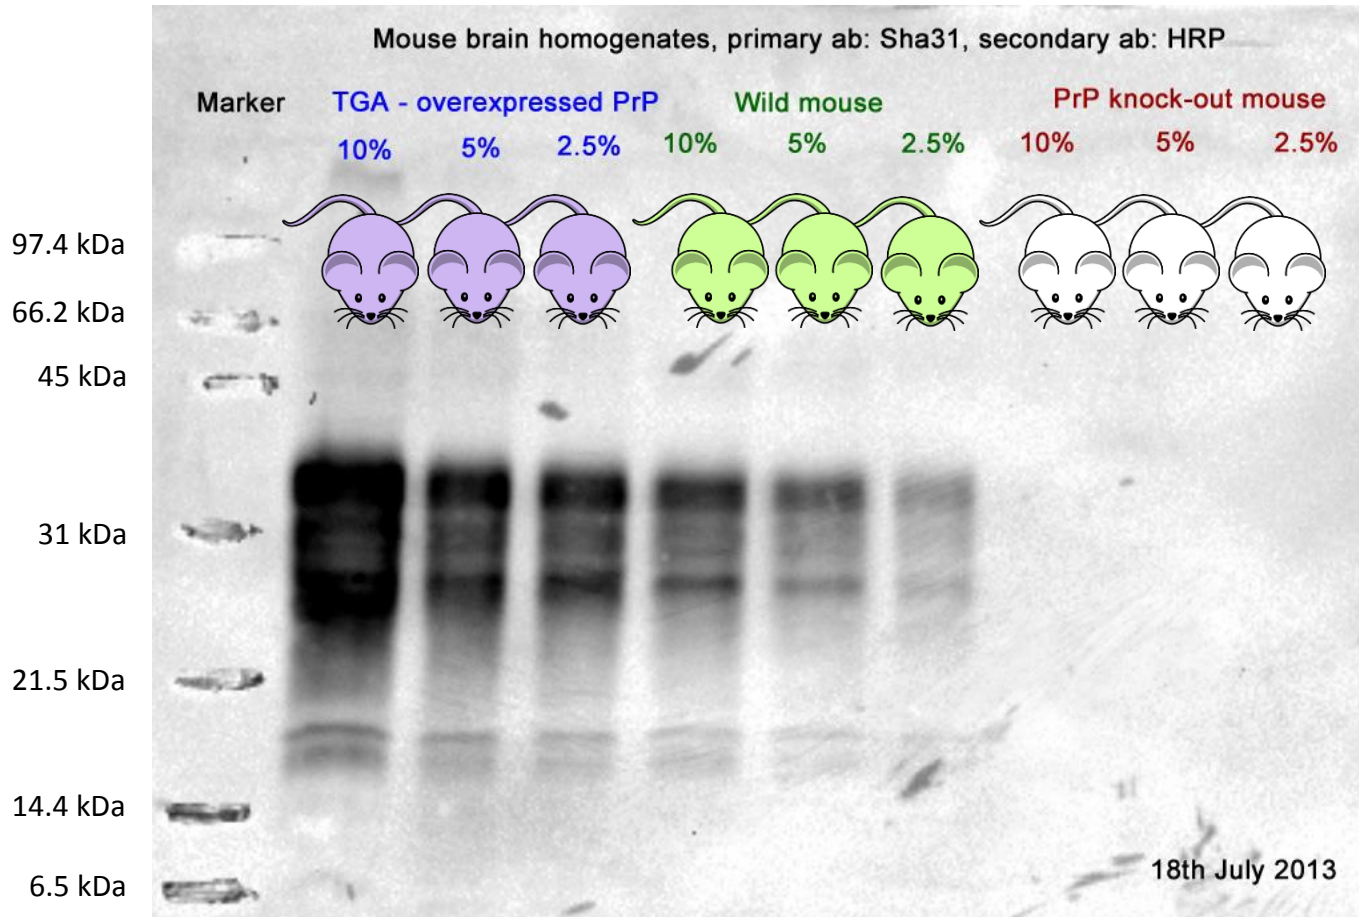 Mouse brain homogenates, primary ab: Sha31, secondary ab: HRP
Marker TGA - overexpressed PrP Wild mouse PrP knock-out mouse
10% 5% 2.5% 10% 5% 2.5% 10% 5% 2.5%
97.4 kDa
66.2 kDa
45 kDa
31 kDa
21.5 kDa
14.4 kDa
6.5 kDa
18th July 2013